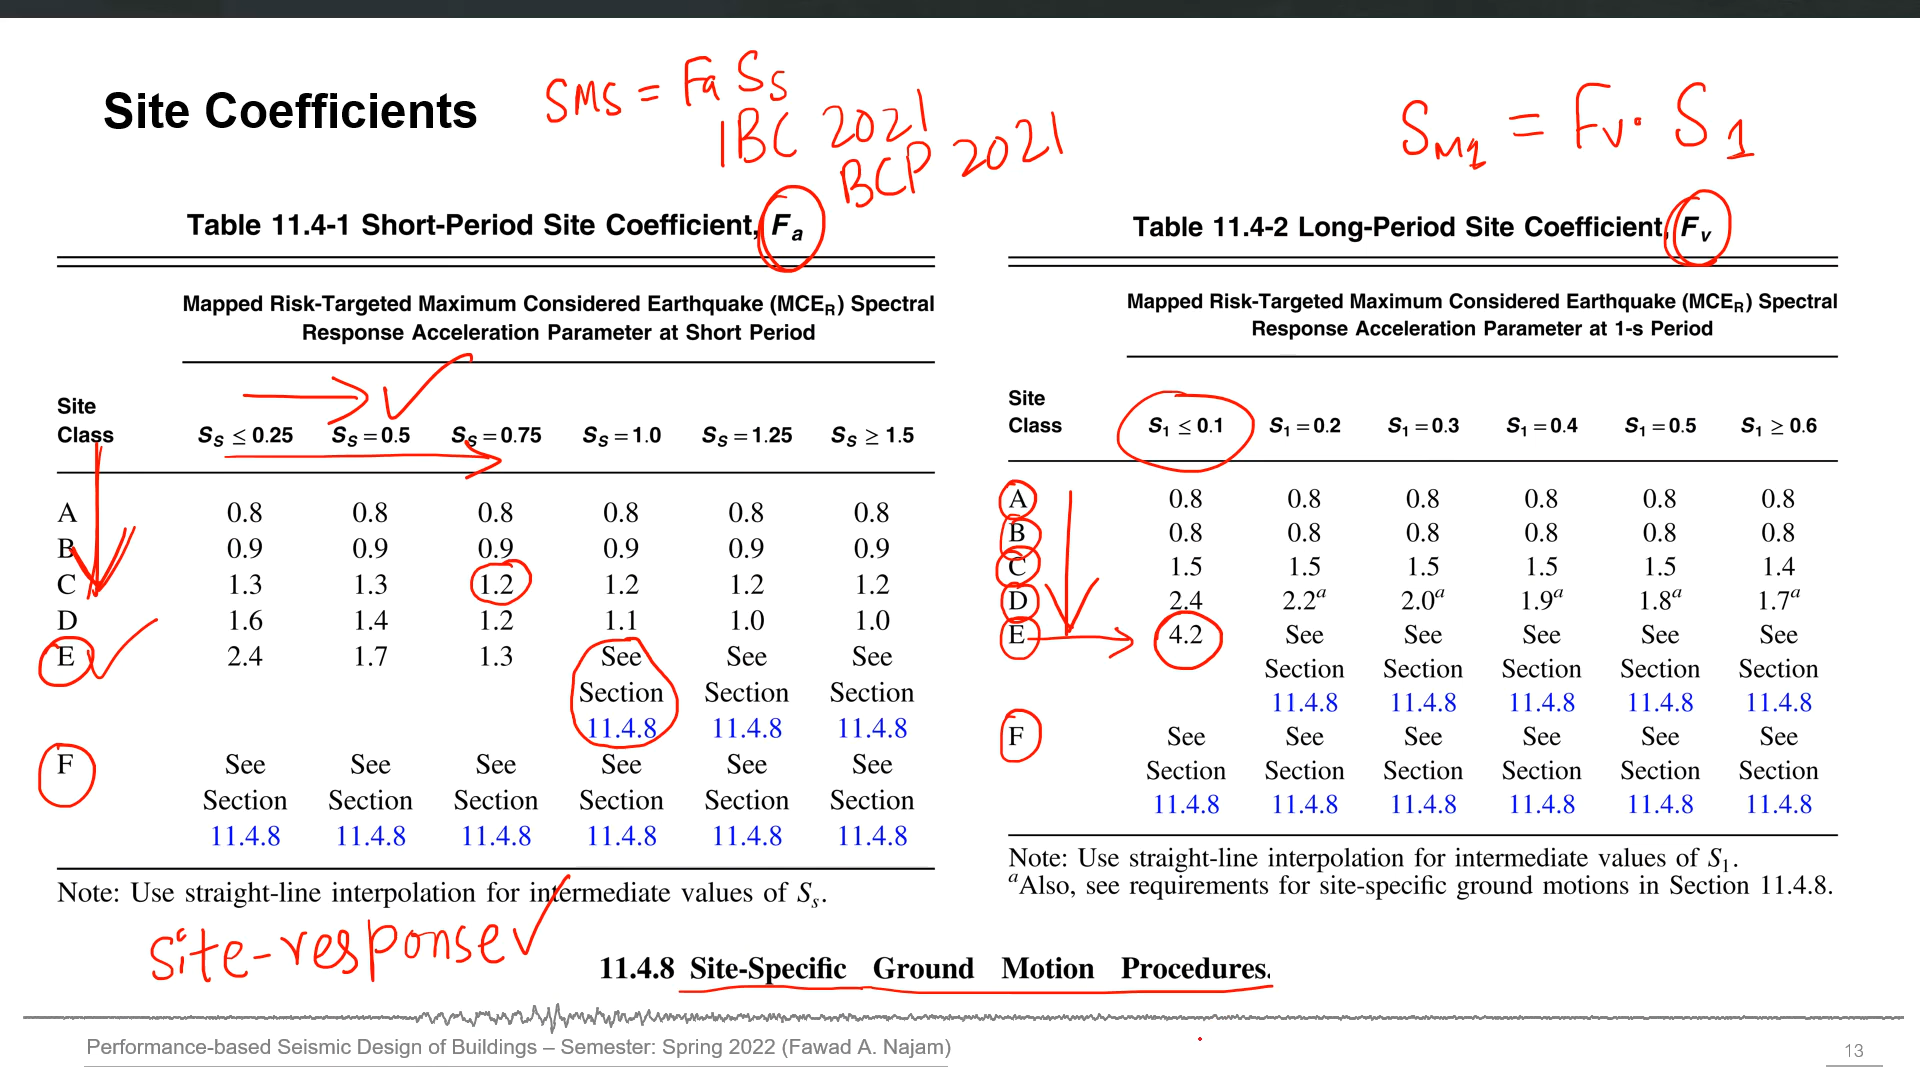 Site Coefficients
SMS = Fa Ss
IBC 2021
BCP 2021
SM1 = Fv. S1
Table 11.4-1 Short-Period Site Coefficient, Fa
Mapped Risk-Targeted Maximum Considered Earthquake (MCER) Spectral
Response Acceleration Parameter at Short Period
Site
Class SS ≤ 0.25 SS = 0.5 SS = 0.75 SS = 1.0 SS = 1.25 SS ≥ 1.5
A 0.8 0.8 0.8 0.8 0.8 0.8
B 0.9 0.9 0.9 0.9 0.9 0.9
C 1.3 1.3 1.2 1.2 1.2 1.2
D 1.6 1.4 1.2 1.1 1.0 1.0
E 2.4 1.7 1.3 See See See
Section Section Section
11.4.8 11.4.8 11.4.8
F See See See See See See
Section Section Section Section Section Section
11.4.8 11.4.8 11.4.8 11.4.8 11.4.8 11.4.8
Note: Use straight-line interpolation for intermediate values of Ss.
Table 11.4-2 Long-Period Site Coefficient, Fv
Mapped Risk-Targeted Maximum Considered Earthquake (MCER) Spectral
Response Acceleration Parameter at 1-s Period
Site
Class S1 ≤ 0.1 S1 = 0.2 S1 = 0.3 S1 = 0.4 S1 = 0.5 S1 ≥ 0.6
A 0.8 0.8 0.8 0.8 0.8 0.8
B 0.8 0.8 0.8 0.8 0.8 0.8
C 1.5 1.5 1.5 1.5 1.5 1.4
D 2.4 2.2a 2.0a 1.9a 1.8a 1.7a
E 4.2 See See See See See
Section Section Section Section Section
11.4.8 11.4.8 11.4.8 11.4.8 11.4.8
F See See See See See See
Section Section Section Section Section Section
11.4.8 11.4.8 11.4.8 11.4.8 11.4.8 11.4.8
Note: Use straight-line interpolation for intermediate values of S1.
aAlso, see requirements for site-specific ground motions in Section 11.4.8.
Site-response
11.4.8 Site-Specific Ground Motion Procedures.
Performance-based Seismic Design of Buildings – Semester: Spring 2022 (Fawad A. Najam)
13